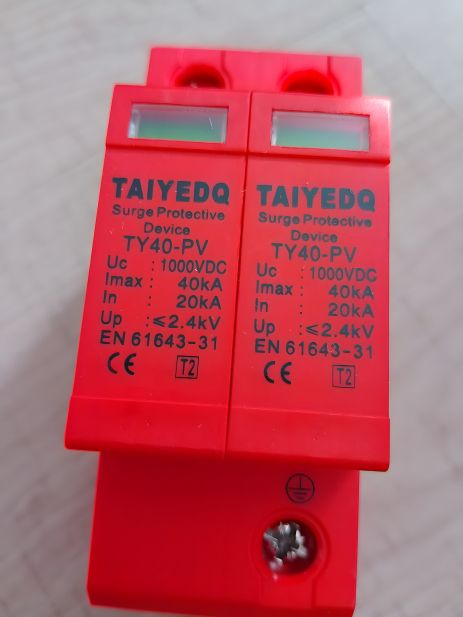 TAIYEDQ
Surge Protective
Device
TY40-PV
Uc : 1000VDC
Imax : 40kA
In : 20kA
Up : ≤2.4kV
EN 61643-31
CE T2
TAIYEDQ
Surge Protective
Device
TY40-PV
Uc : 1000VDC
Imax : 40kA
In : 20kA
Up : ≤2.4kV
EN 61643-31
CE T2